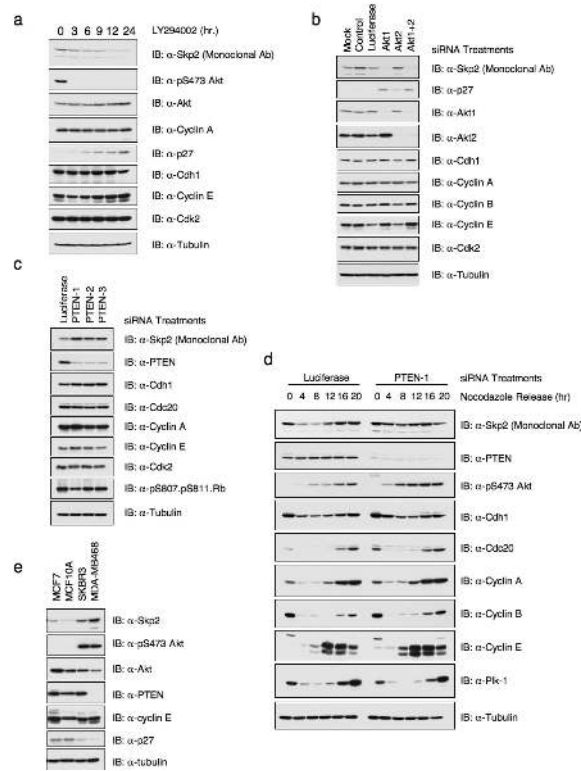 a
LY294002 (hr.)
0 3 6 9 12 24
IB: α-Skp2 (Monoclonal Ab)
IB: α-pS473 Akt
IB: α-Akt
IB: α-Cyclin A
IB: α-p27
IB: α-Cdh1
IB: α-Cyclin E
IB: α-Cdk2
IB: α-Tubulin
b
Mock
Control
Luciferase
Akt1
Akt2
Akt1+2
siRNA Treatments
IB: α-Skp2 (Monoclonal Ab)
IB: α-p27
IB: α-Akt1
IB: α-Akt2
IB: α-Cdh1
IB: α-Cyclin A
IB: α-Cyclin B
IB: α-Cyclin E
IB: α-Cdk2
IB: α-Tubulin
c
Luciferase
PTEN-1
PTEN-2
PTEN-3
siRNA Treatments
IB: α-Skp2 (Monoclonal Ab)
IB: α-PTEN
IB: α-Cdh1
IB: α-Cdc20
IB: α-Cyclin A
IB: α-Cyclin E
IB: α-Cdk2
IB: α-pS807.pS811.Rb
IB: α-Tubulin
d
Luciferase PTEN-1 siRNA Treatments
0 4 8 12 16 20 0 4 8 12 16 20 Nocodazole Release (hr)
IB: α-Skp2 (Monoclonal Ab)
IB: α-PTEN
IB: α-pS473 Akt
IB: α-Cdh1
IB: α-Cdc20
IB: α-Cyclin A
IB: α-Cyclin B
IB: α-Cyclin E
IB: α-Plk-1
IB: α-Tubulin
e
MCF7
MCF10A
SKBR3
MDA-MB468
IB: α-Skp2
IB: α-pS473 Akt
IB: α-Akt
IB: α-PTEN
IB: α-cyclin E
IB: α-p27
IB: α-tubulin